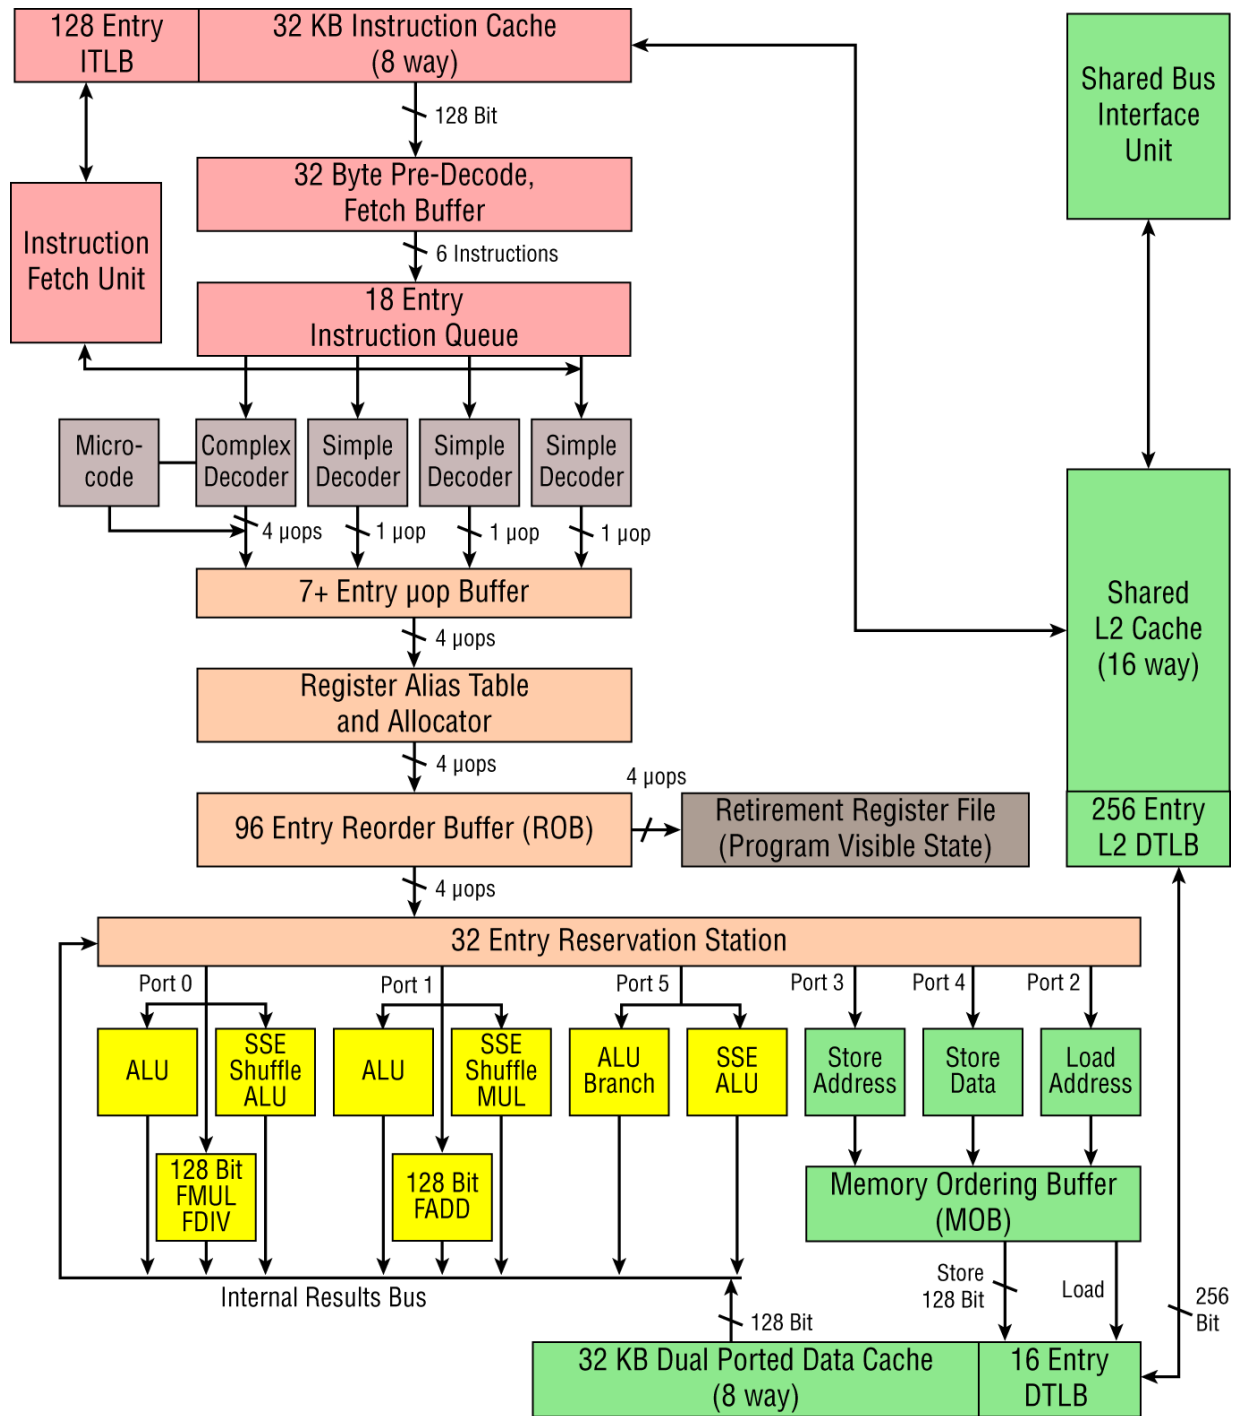 128 Entry
ITLB
32 KB Instruction Cache
(8 way)
128 Bit
Shared Bus
Interface
Unit
32 Byte Pre-Decode,
Fetch Buffer
Instruction
Fetch Unit
6 Instructions
18 Entry
Instruction Queue
Micro-
code
Complex
Decoder
Simple
Decoder
Simple
Decoder
Simple
Decoder
4 µops
1 µop
1 µop
1 µop
7+ Entry µop Buffer
4 µops
Shared
L2 Cache
(16 way)
Register Alias Table
and Allocator
4 µops
4 µops
96 Entry Reorder Buffer (ROB)
Retirement Register File
(Program Visible State)
256 Entry
L2 DTLB
4 µops
32 Entry Reservation Station
Port 0
Port 1
Port 5
Port 3
Port 4
Port 2
ALU
SSE
Shuffle
ALU
ALU
SSE
Shuffle
MUL
ALU
Branch
SSE
ALU
Store
Address
Store
Data
Load
Address
128 Bit
FMUL
FDIV
128 Bit
FADD
Memory Ordering Buffer
(MOB)
Internal Results Bus
Store
128 Bit
Load
256
Bit
128 Bit
32 KB Dual Ported Data Cache
(8 way)
16 Entry
DTLB